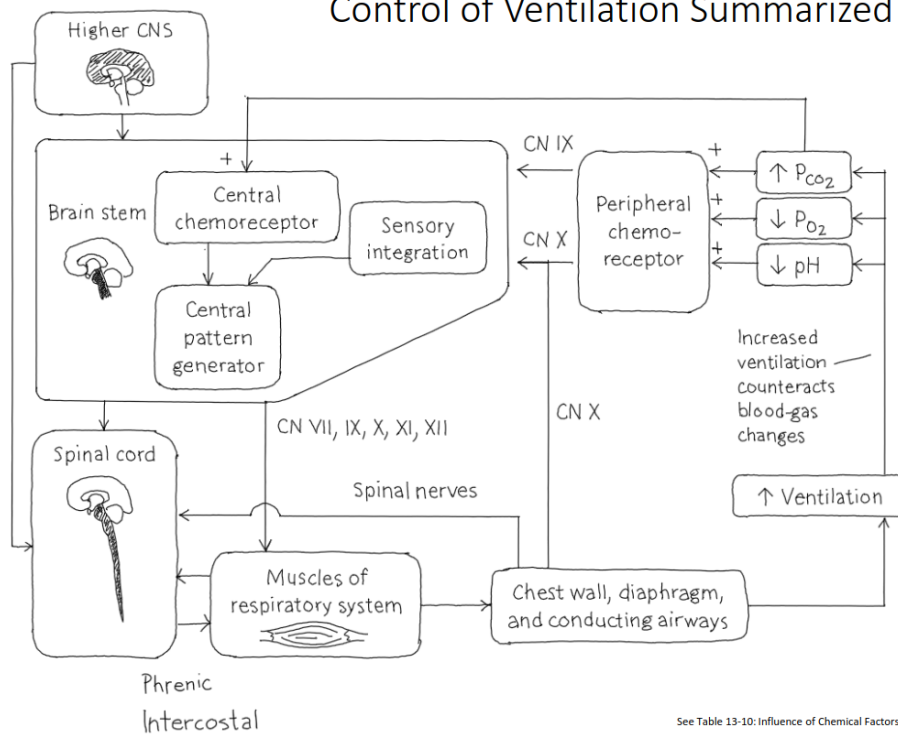 Control of Ventilation Summarized
Higher CNS
Brain stem
+
Central
chemoreceptor
Sensory
integration
Central
pattern
generator
CN IX
CN X
Peripheral
chemo-
receptor
+
↑ PCO2
+
↓ PO2
+
↓ pH
Increased
ventilation
counteracts
blood-gas
changes
CN X
CN VII, IX, X, XI, XII
Spinal cord
Spinal nerves
↑ Ventilation
Muscles of
respiratory system
Chest wall, diaphragm,
and conducting airways
Phrenic
Intercostal
See Table 13-10: Influence of Chemical Factors